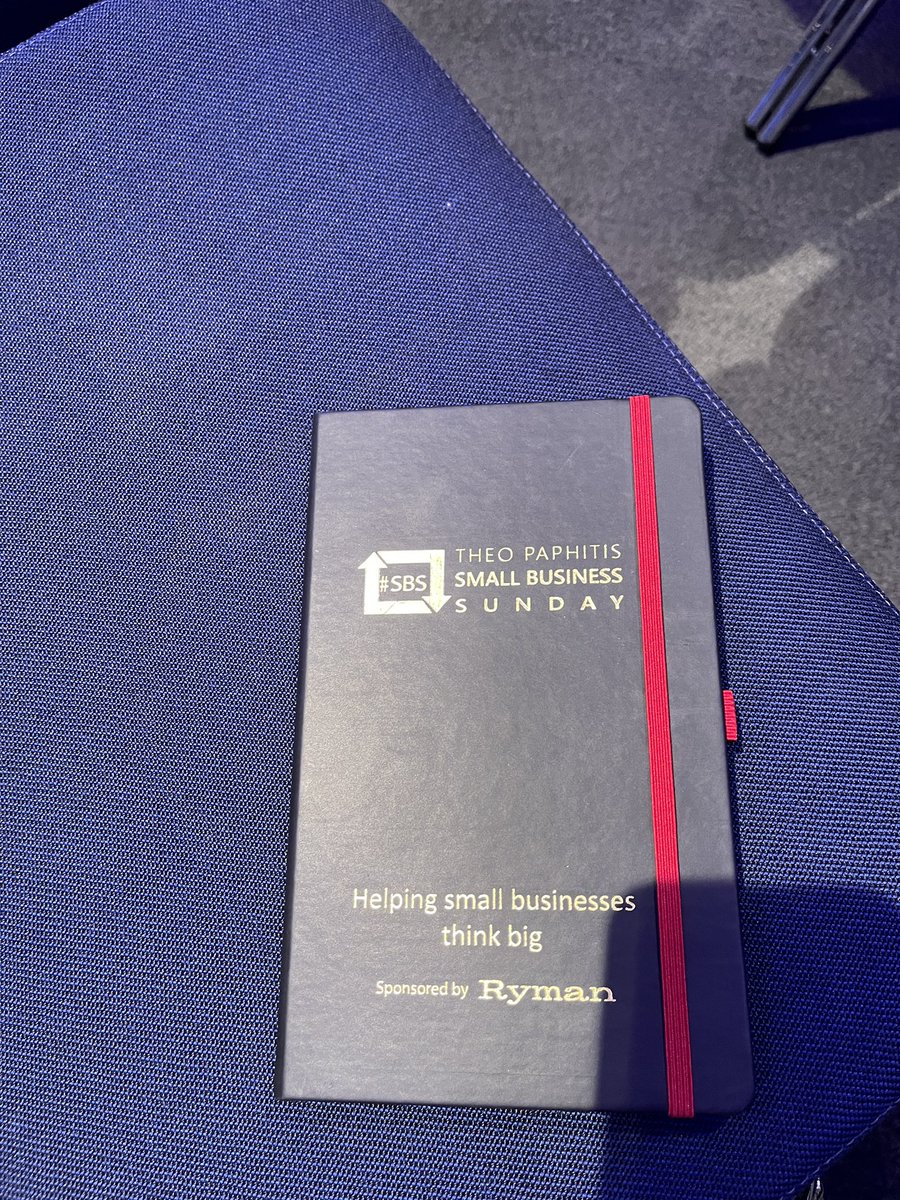 #SBS
THEO PAPHITIS
SMALL BUSINESS
SUNDAY
Helping small businesses
think big
Sponsored by Ryman